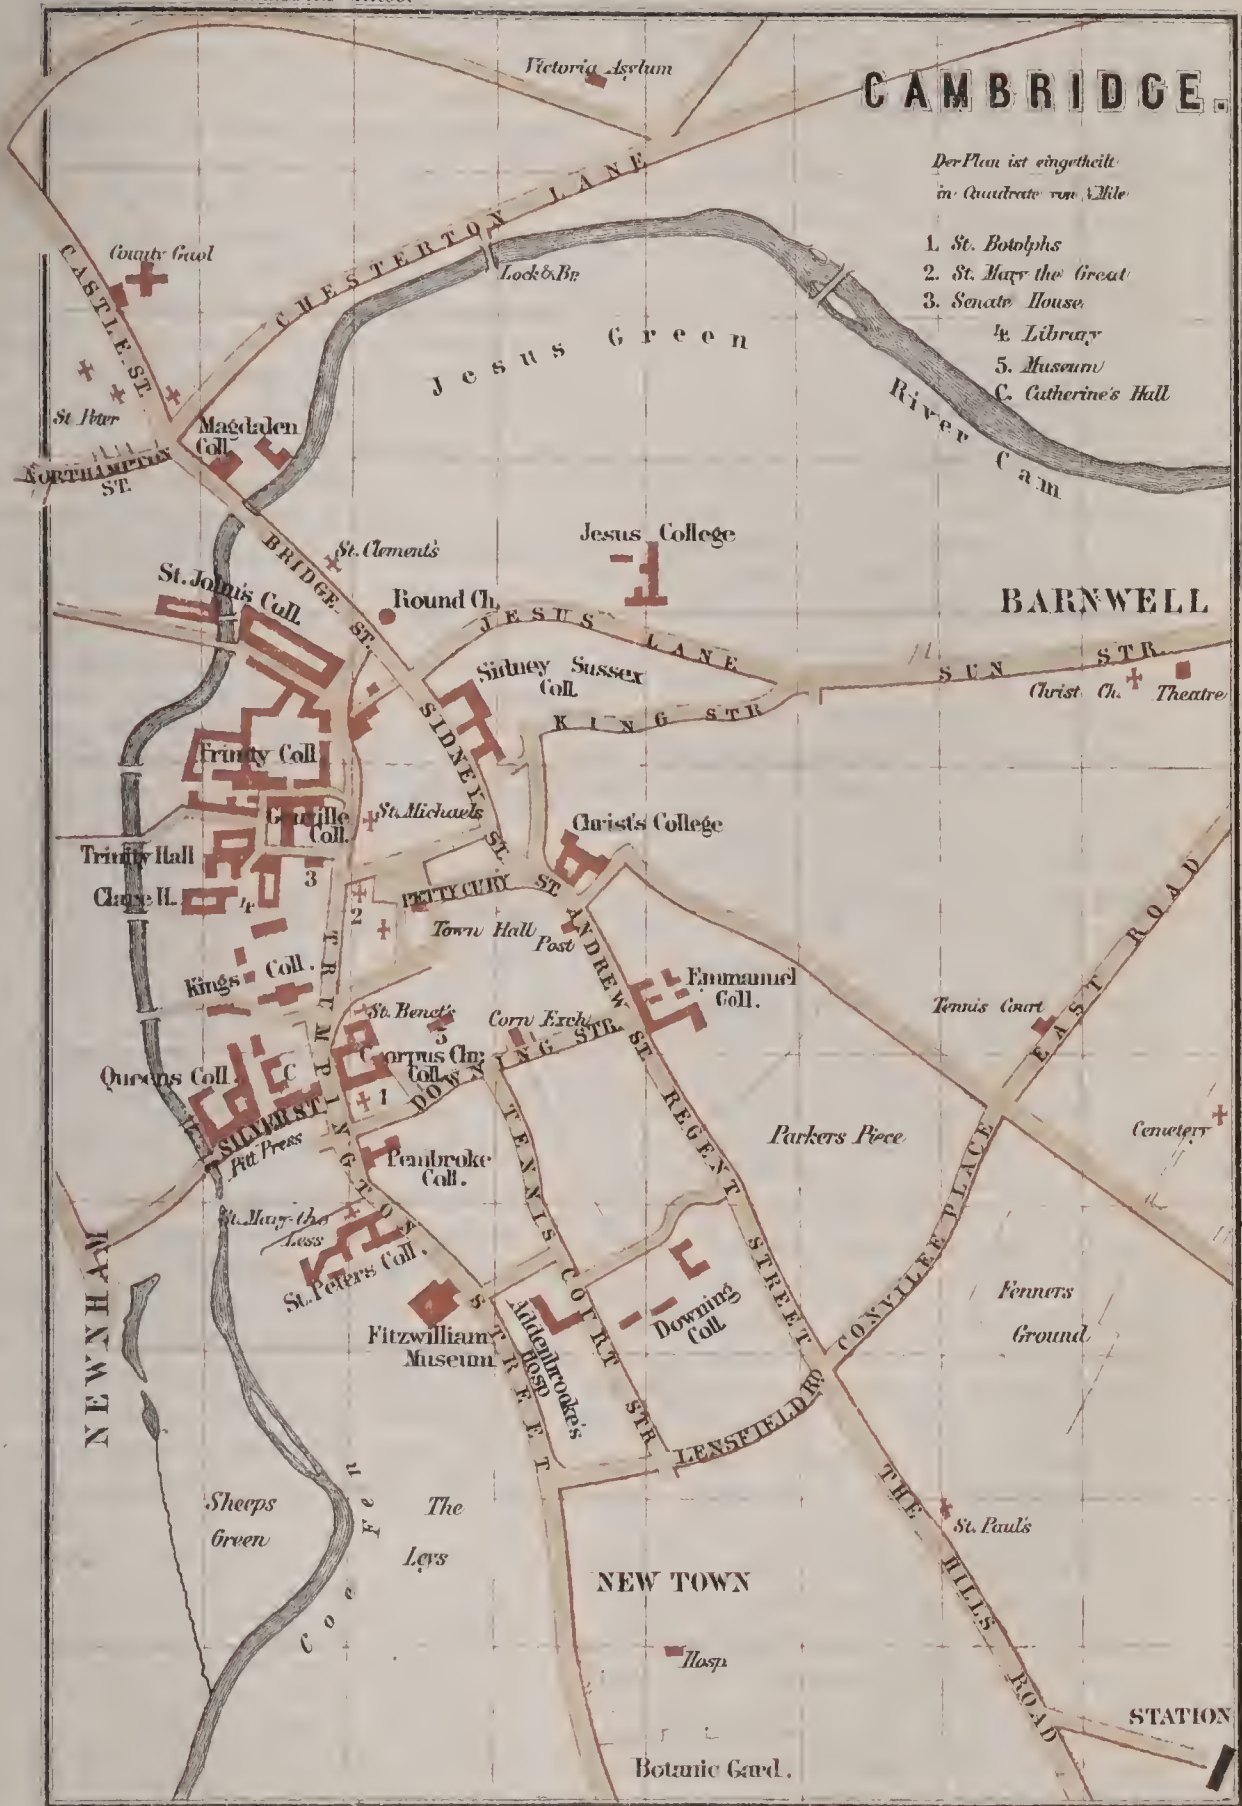 Victoria Asylum
CAMBRIDGE.
Der Plan ist eingetheilt
in Quadrate von Mile
1. St. Botolphs
2. St. Mary the Great
3. Senate House
4. Library
5. Museum
C. Catherine's Hall
CHESTERTON LANE
County Gaol
CASTLE ST.
Lock & Br.
Jesus Green
River Cam
St. Peter
Magdalen
Coll.
NORTHAMPTON
ST.
BRIDGE ST.
St. Clement's
Jesus College
St. John's Coll.
Round Ch.
JESUS LANE
BARNWELL
SUN STR.
Christ Ch.
Theatre
Sidney Sussex
Coll.
KING STR
SIDNEY ST.
Trinity Coll.
Gonville
Coll.
St. Michaels
Christ's College
Trinity Hall
3
Clare H.
4
2
PETTY CURY
ST. ANDREW ST.
Town Hall
Post
EAST ROAD
Kings Coll.
TRUMPINGTON STREET
Emmanuel
Coll.
Tennis Court
St. Benet's
5
Corn Exch.
Corpus Chr.
Coll.
DOWNING STR.
Queens Coll.
C
1
SILVER ST
Pitt Press
Pembroke
Coll.
TENNIS COURT STR
REGENT STREET
Parkers Piece
Cemetery
CONVILEE PLACE
St. Mary the
Less
St. Peters Coll.
NEWNHAM
Fitzwilliam
Museum
Addenbrooke's
Hosp
Downing
Coll.
Fenners
Ground
LENSFIELD RD.
Sheeps
Green
Coe Fen
The
Leys
THE HILLS ROAD
St. Paul's
NEW TOWN
Hosp.
STATION
Botanic Gard.